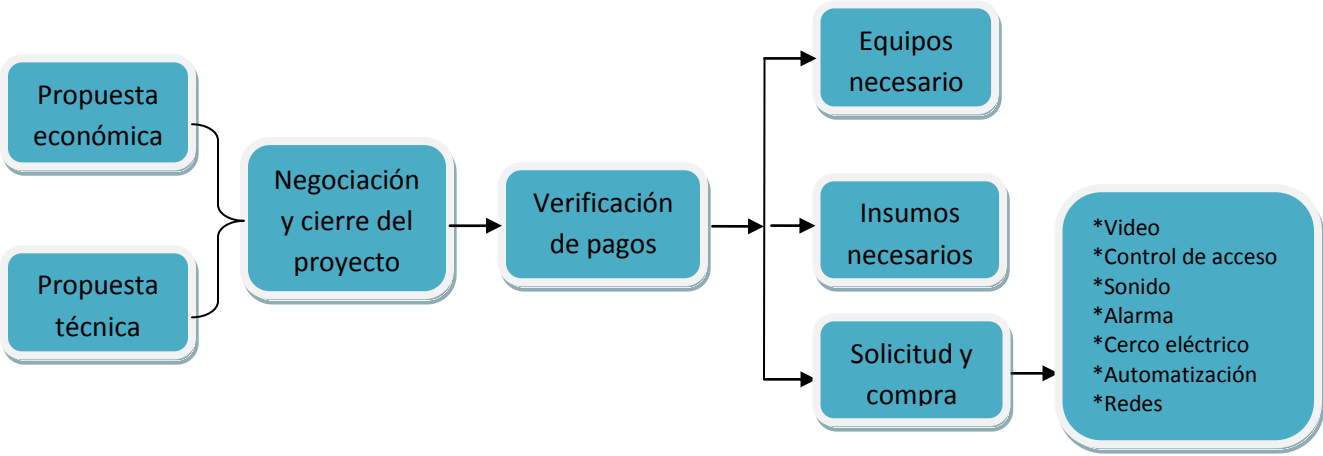 Propuesta
económica
Propuesta
técnica
Negociación
y cierre del
proyecto
Verificación
de pagos
Equipos
necesario
Insumos
necesarios
Solicitud y
compra
*Video
*Control de acceso
*Sonido
*Alarma
*Cerco eléctrico
*Automatización
*Redes